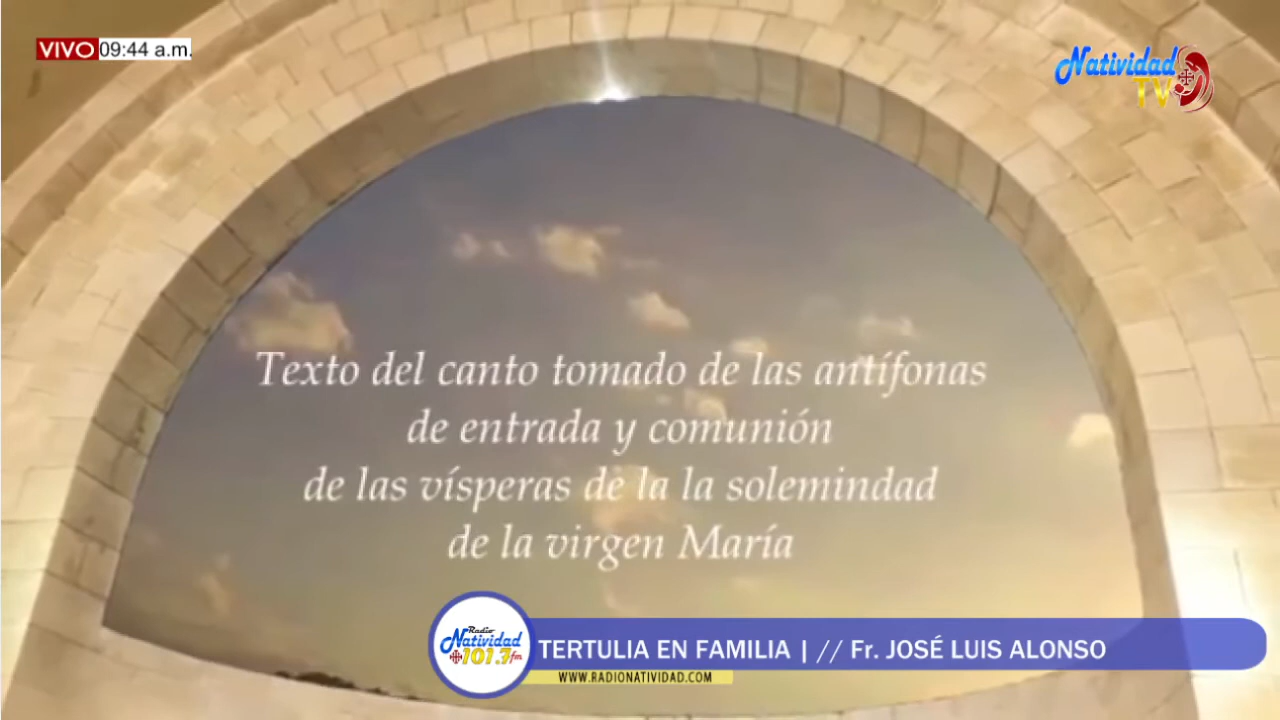 VIVO 09:44 a.m.
Natividad
TV
Texto del canto tomado de las antífonas
de entrada y comunión
de las vísperas de la la solemindad
de la virgen María
Radio
Natividad
101.7 fm
TERTULIA EN FAMILIA | // Fr. JOSÉ LUIS ALONSO
WWW.RADIONATIVIDAD.COM